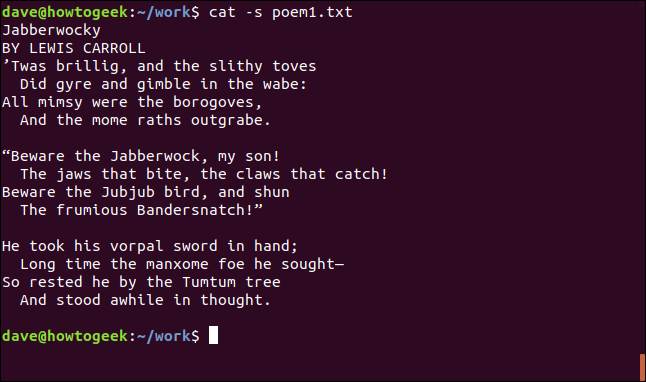 dave@howtogeek:~/work$ cat -s poem1.txt
Jabberwocky
BY LEWIS CARROLL
’Twas brillig, and the slithy toves
  Did gyre and gimble in the wabe:
All mimsy were the borogoves,
  And the mome raths outgrabe.

“Beware the Jabberwock, my son!
  The jaws that bite, the claws that catch!
Beware the Jubjub bird, and shun
  The frumious Bandersnatch!”

He took his vorpal sword in hand;
  Long time the manxome foe he sought—
So rested he by the Tumtum tree
  And stood awhile in thought.

dave@howtogeek:~/work$